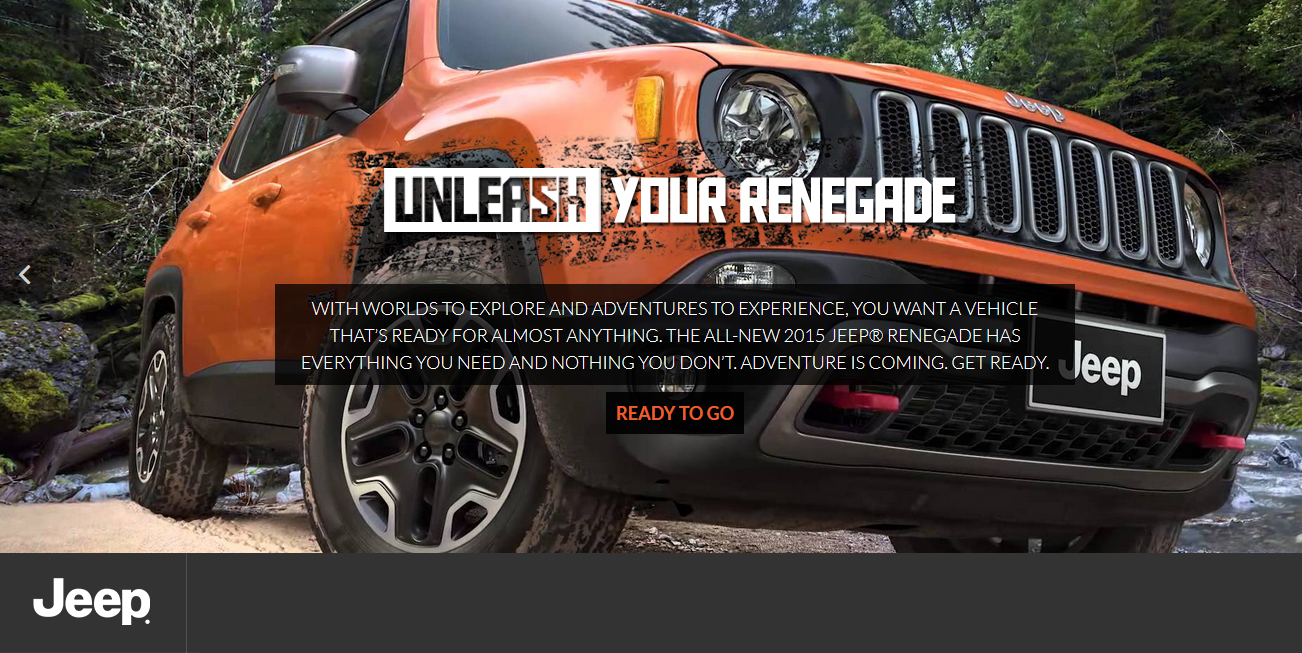 Jeep
UNLEASH YOUR RENEGADE
WITH WORLDS TO EXPLORE AND ADVENTURES TO EXPERIENCE, YOU WANT A VEHICLE
THAT'S READY FOR ALMOST ANYTHING. THE ALL-NEW 2015 JEEP® RENEGADE HAS
EVERYTHING YOU NEED AND NOTHING YOU DON'T. ADVENTURE IS COMING. GET READY.
Jeep
READY TO GO
Jeep.